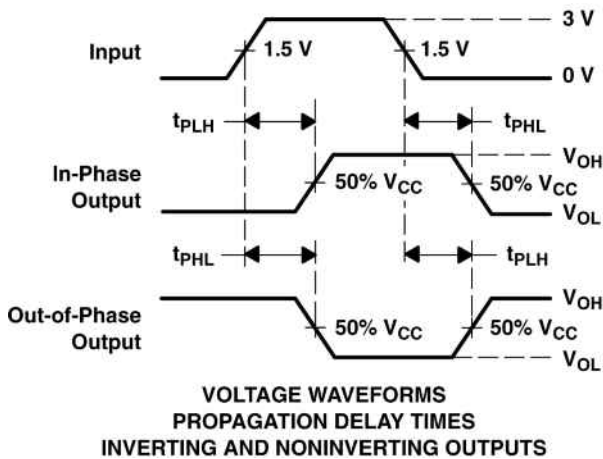 3 V
Input
1.5 V
1.5 V
0 V
tPLH
tPHL
In-Phase
Output
VOH
50% VCC
50% VCC
VOL
tPHL
tPLH
Out-of-Phase
Output
VOH
50% VCC
50% VCC
VOL
VOLTAGE WAVEFORMS
PROPAGATION DELAY TIMES
INVERTING AND NONINVERTING OUTPUTS